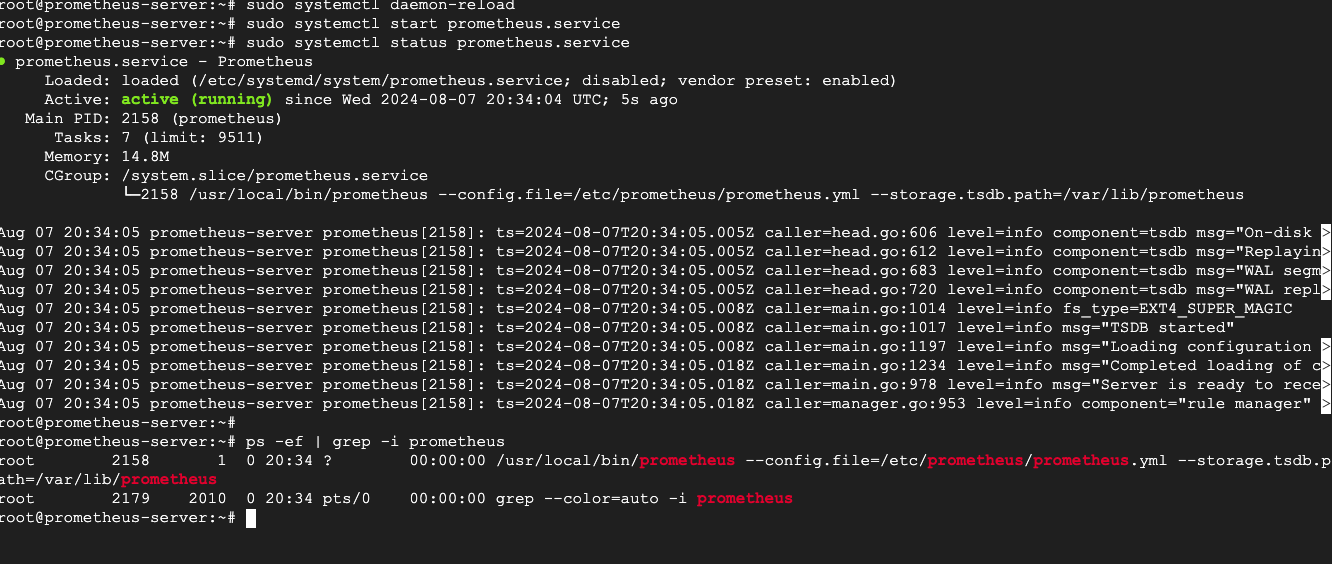 root@prometheus-server:~# sudo systemctl daemon-reload
root@prometheus-server:~# sudo systemctl start prometheus.service
root@prometheus-server:~# sudo systemctl status prometheus.service
● prometheus.service - Prometheus
     Loaded: loaded (/etc/systemd/system/prometheus.service; disabled; vendor preset: enabled)
     Active: active (running) since Wed 2024-08-07 20:34:04 UTC; 5s ago
   Main PID: 2158 (prometheus)
      Tasks: 7 (limit: 9511)
     Memory: 14.8M
     CGroup: /system.slice/prometheus.service
             └─2158 /usr/local/bin/prometheus --config.file=/etc/prometheus/prometheus.yml --storage.tsdb.path=/var/lib/prometheus
Aug 07 20:34:05 prometheus-server prometheus[2158]: ts=2024-08-07T20:34:05.005Z caller=head.go:606 level=info component=tsdb msg="On-disk >
Aug 07 20:34:05 prometheus-server prometheus[2158]: ts=2024-08-07T20:34:05.005Z caller=head.go:612 level=info component=tsdb msg="Replayin>
Aug 07 20:34:05 prometheus-server prometheus[2158]: ts=2024-08-07T20:34:05.005Z caller=head.go:683 level=info component=tsdb msg="WAL segm>
Aug 07 20:34:05 prometheus-server prometheus[2158]: ts=2024-08-07T20:34:05.005Z caller=head.go:720 level=info component=tsdb msg="WAL repl>
Aug 07 20:34:05 prometheus-server prometheus[2158]: ts=2024-08-07T20:34:05.008Z caller=main.go:1014 level=info fs_type=EXT4_SUPER_MAGIC
Aug 07 20:34:05 prometheus-server prometheus[2158]: ts=2024-08-07T20:34:05.008Z caller=main.go:1017 level=info msg="TSDB started"
Aug 07 20:34:05 prometheus-server prometheus[2158]: ts=2024-08-07T20:34:05.008Z caller=main.go:1197 level=info msg="Loading configuration >
Aug 07 20:34:05 prometheus-server prometheus[2158]: ts=2024-08-07T20:34:05.018Z caller=main.go:1234 level=info msg="Completed loading of c>
Aug 07 20:34:05 prometheus-server prometheus[2158]: ts=2024-08-07T20:34:05.018Z caller=main.go:978 level=info msg="Server is ready to rece>
Aug 07 20:34:05 prometheus-server prometheus[2158]: ts=2024-08-07T20:34:05.018Z caller=manager.go:953 level=info component="rule manager" >
root@prometheus-server:~#
root@prometheus-server:~# ps -ef | grep -i prometheus
root        2158       1  0 20:34 ?        00:00:00 /usr/local/bin/prometheus --config.file=/etc/prometheus/prometheus.yml --storage.tsdb.p
ath=/var/lib/prometheus
root        2179    2010  0 20:34 pts/0    00:00:00 grep --color=auto -i prometheus
root@prometheus-server:~#